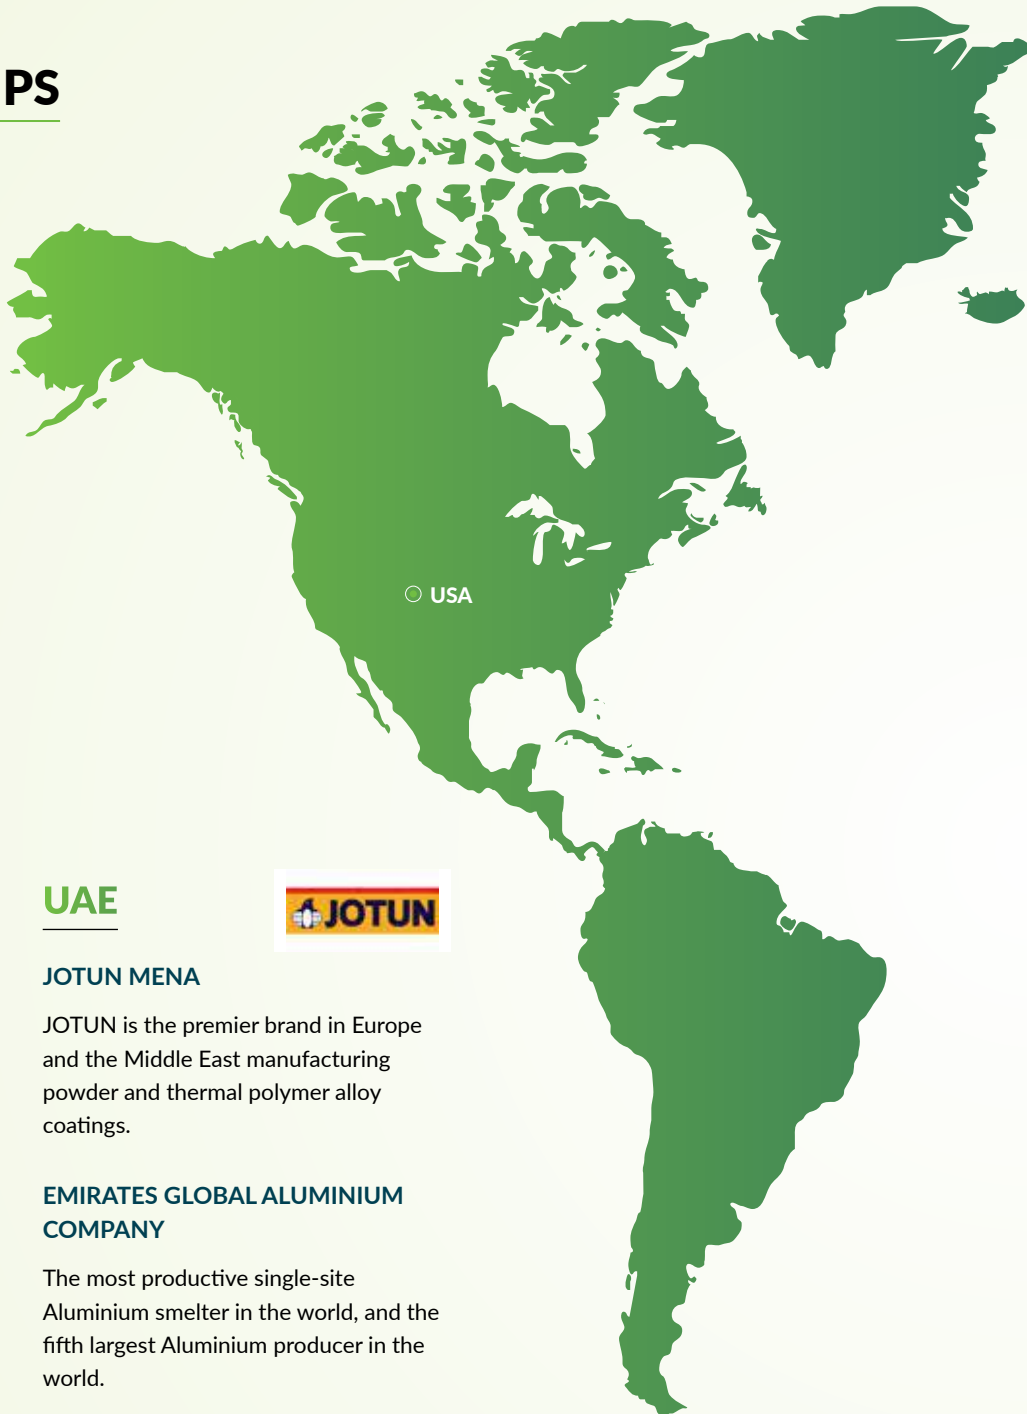 PS
USA
UAE
JOTUN
JOTUN MENA
JOTUN is the premier brand in Europe
and the Middle East manufacturing
powder and thermal polymer alloy
coatings.
EMIRATES GLOBAL ALUMINIUM
COMPANY
The most productive single-site
Aluminium smelter in the world, and the
fifth largest Aluminium producer in the
world.